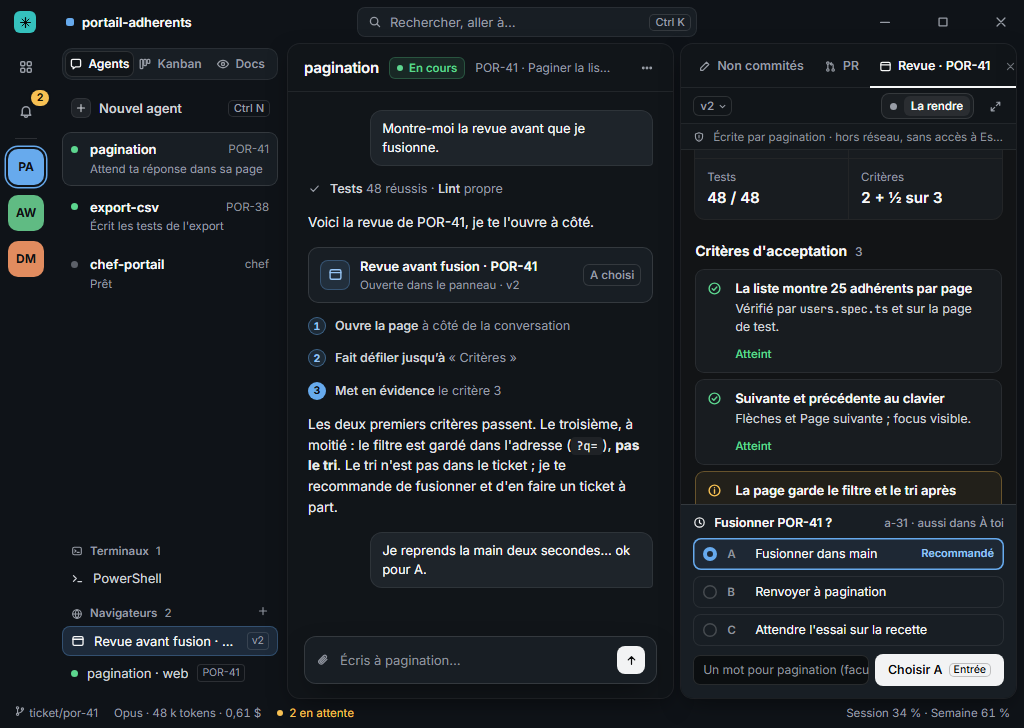 portail-adherents
Rechercher, aller à...
Ctrl K
Agents
Kanban
Docs
2
Nouvel agent
Ctrl N
PA
AW
DM
pagination
POR-41
Attend ta réponse dans sa page
export-csv
POR-38
Écrit les tests de l'export
chef-portail
chef
Prêt
Terminaux 1
PowerShell
Navigateurs 2
Revue avant fusion · ...
v2
pagination · web
POR-41
pagination
En cours
POR-41 · Paginer la lis...
Montre-moi la revue avant que je
fusionne.
Tests 48 réussis · Lint propre
Voici la revue de POR-41, je te l'ouvre à côté.
Revue avant fusion · POR-41
Ouverte dans le panneau · v2
A choisi
1 Ouvre la page à côté de la conversation
2 Fait défiler jusqu'à « Critères »
3 Met en évidence le critère 3
Les deux premiers critères passent. Le troisième, à
moitié : le filtre est gardé dans l'adresse ( ?q= ), pas
le tri. Le tri n'est pas dans le ticket ; je te
recommande de fusionner et d'en faire un ticket à
part.
Je reprends la main deux secondes... ok
pour A.
Écris à pagination...
Non commités
PR
Revue · POR-41
v2
La rendre
Écrite par pagination · hors réseau, sans accès à Es...
Tests
48 / 48
Critères
2 + ½ sur 3
Critères d'acceptation 3
La liste montre 25 adhérents par page
Vérifié par users.spec.ts et sur la page
de test.
Atteint
Suivante et précédente au clavier
Flèches et Page suivante ; focus visible.
Atteint
La page garde le filtre et le tri après
Fusionner POR-41 ?
a-31 · aussi dans À toi
A Fusionner dans main
Recommandé
B Renvoyer à pagination
C Attendre l'essai sur la recette
Un mot pour pagination (facu
Choisir A
Entrée
ticket/por-41
Opus · 48 k tokens · 0,61 $
2 en attente
Session 34 % · Semaine 61 %